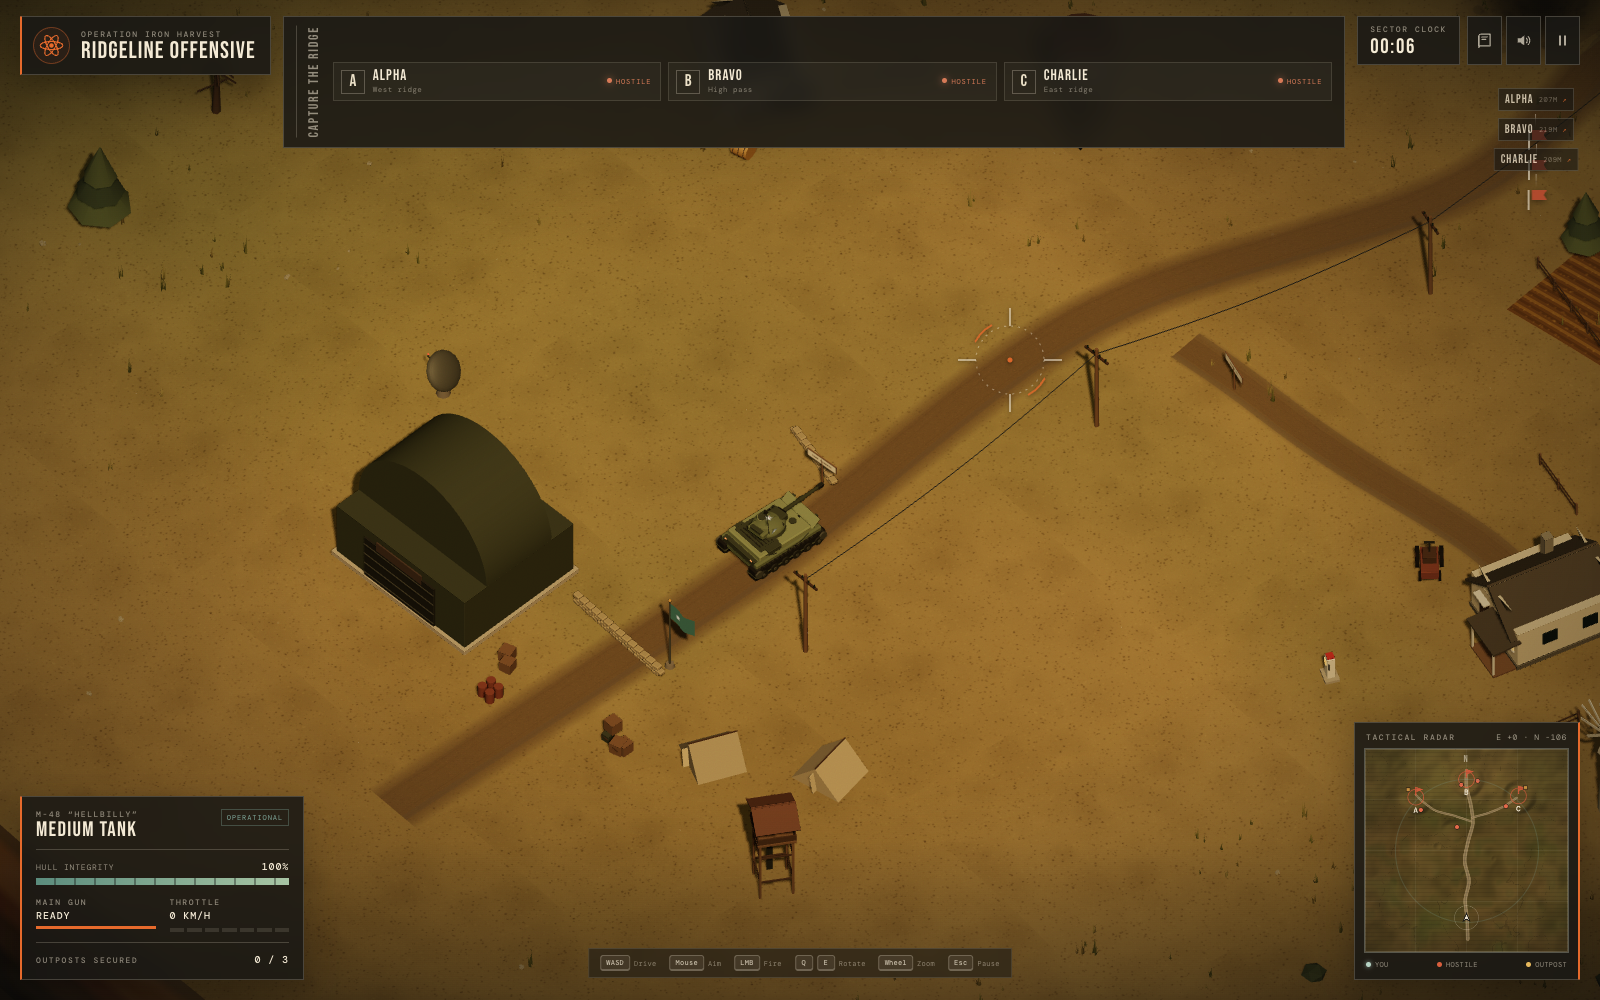 OPERATION IRON HARVEST
RIDGELINE OFFENSIVE
CAPTURE THE RIDGE
A ALPHA HOSTILE
West ridge
B BRAVO HOSTILE
High pass
C CHARLIE HOSTILE
East ridge
SECTOR CLOCK
00:06
ALPHA 207M ↗
BRAVO 219M ↗
CHARLIE 209M ↗
M-48 "HELLBILLY"
MEDIUM TANK
OPERATIONAL
HULL INTEGRITY 100%
MAIN GUN THROTTLE
READY 0 KM/H
OUTPOSTS SECURED 0 / 3
WASD Drive Mouse Aim LMB Fire Q E Rotate Wheel Zoom Esc Pause
TACTICAL RADAR E +0 · N -106
N
A C
YOU HOSTILE OUTPOST